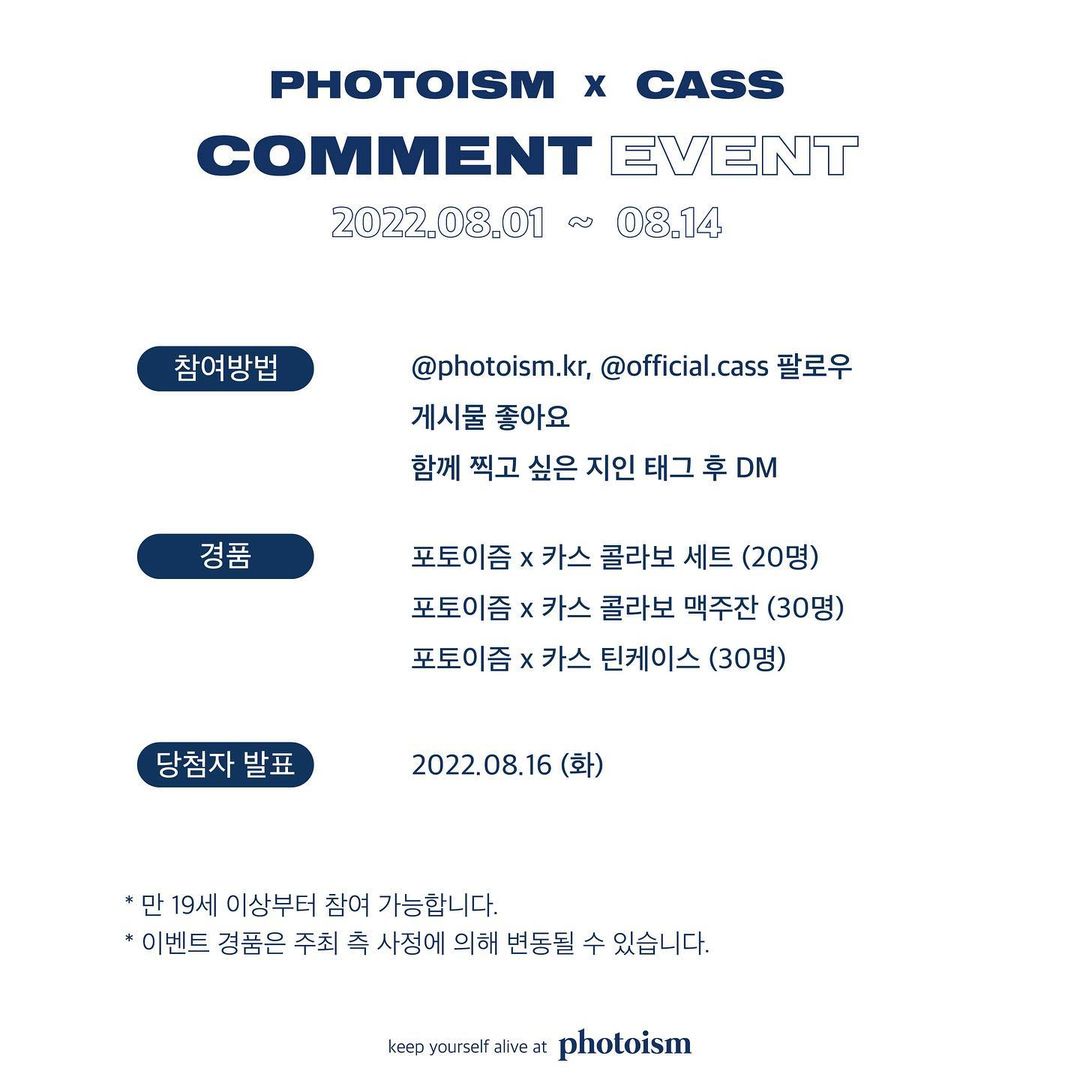 PHOTOISM x CASS
COMMENT EVENT
2022.08.01 ~ 08.14
참여방법
@photoism.kr, @official.cass 팔로우
게시물 좋아요
함께 찍고 싶은 지인 태그 후 DM
경품
포토이즘 x 카스 콜라보 세트 (20명)
포토이즘 x 카스 콜라보 맥주잔 (30명)
포토이즘 x 카스 틴케이스 (30명)
당첨자 발표
2022.08.16 (화)
* 만 19세 이상부터 참여 가능합니다.
* 이벤트 경품은 주최 측 사정에 의해 변동될 수 있습니다.
keep yourself alive at photoism